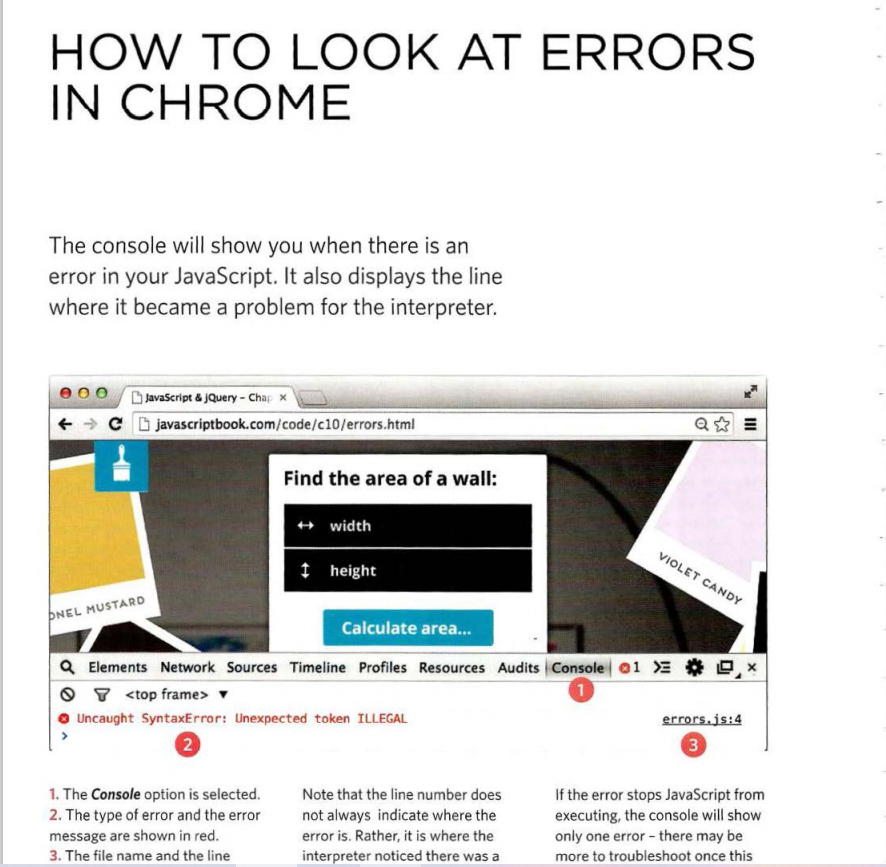 HOW TO LOOK AT ERRORS
IN CHROME
The console will show you when there is an
error in your JavaScript. It also displays the line
where it became a problem for the interpreter.
JavaScript & jQuery – Chap
javascriptbook.com/code/c10/errors.html
Find the area of a wall:
width
height
Calculate area...
ONEL MUSTARD
VIOLET CANDY
Elements Network Sources Timeline Profiles Resources Audits Console 1
<top frame> ▼
1
Uncaught SyntaxError: Unexpected token ILLEGAL errors.js:4
2 3
1. The Console option is selected.
2. The type of error and the error
message are shown in red.
3. The file name and the line
Note that the line number does
not always indicate where the
error is. Rather, it is where the
interpreter noticed there was a
If the error stops JavaScript from
executing, the console will show
only one error – there may be
more to troubleshoot once this